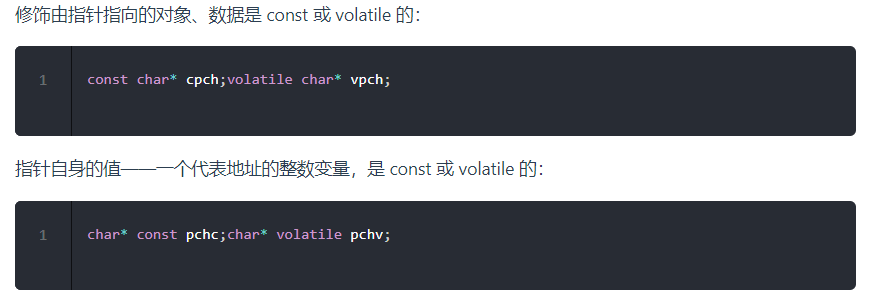 修饰由指针指向的对象、数据是 const 或 volatile 的：
1 const char* cpch;volatile char* vpch;
指针自身的值——一个代表地址的整数变量，是 const 或 volatile 的：
1 char* const pchc;char* volatile pchv;